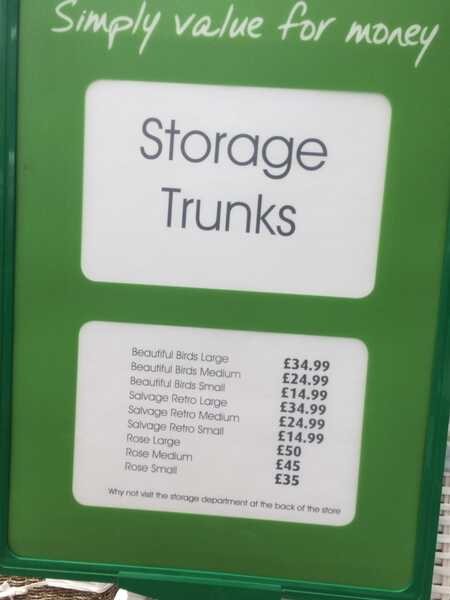 Simply value for money
Storage
Trunks
Beautiful Birds Large £34.99
Beautiful Birds Medium £24.99
Beautiful Birds Small £14.99
Salvage Retro Large £34.99
Salvage Retro Medium £24.99
Salvage Retro Small £14.99
Rose Large £50
Rose Medium £45
Rose Small £35
Why not visit the storage department at the back of the store